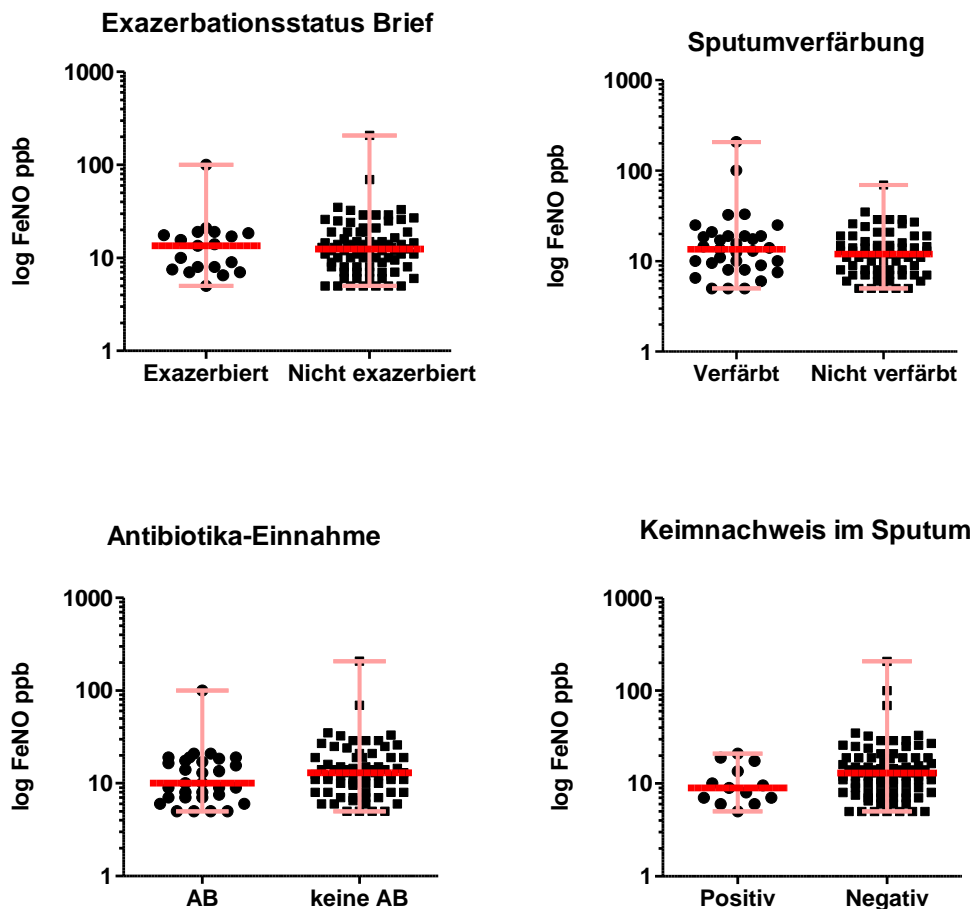 Exazerbationsstatus Brief
1000
100
10
1
log FeNO ppb
Exazerbiert Nicht exazerbiert
Sputumverfärbung
1000
100
10
1
log FeNO ppb
Verfärbt Nicht verfärbt
Antibiotika-Einnahme
1000
100
10
1
log FeNO ppb
AB keine AB
Keimnachweis im Sputum
1000
100
10
1
log FeNO ppb
Positiv Negativ